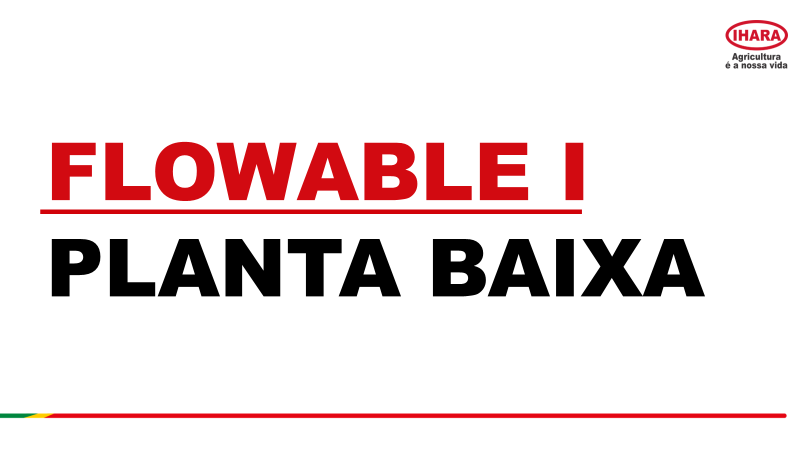 IHARA
Agricultura
é a nossa vida
FLOWABLE I
PLANTA BAIXA